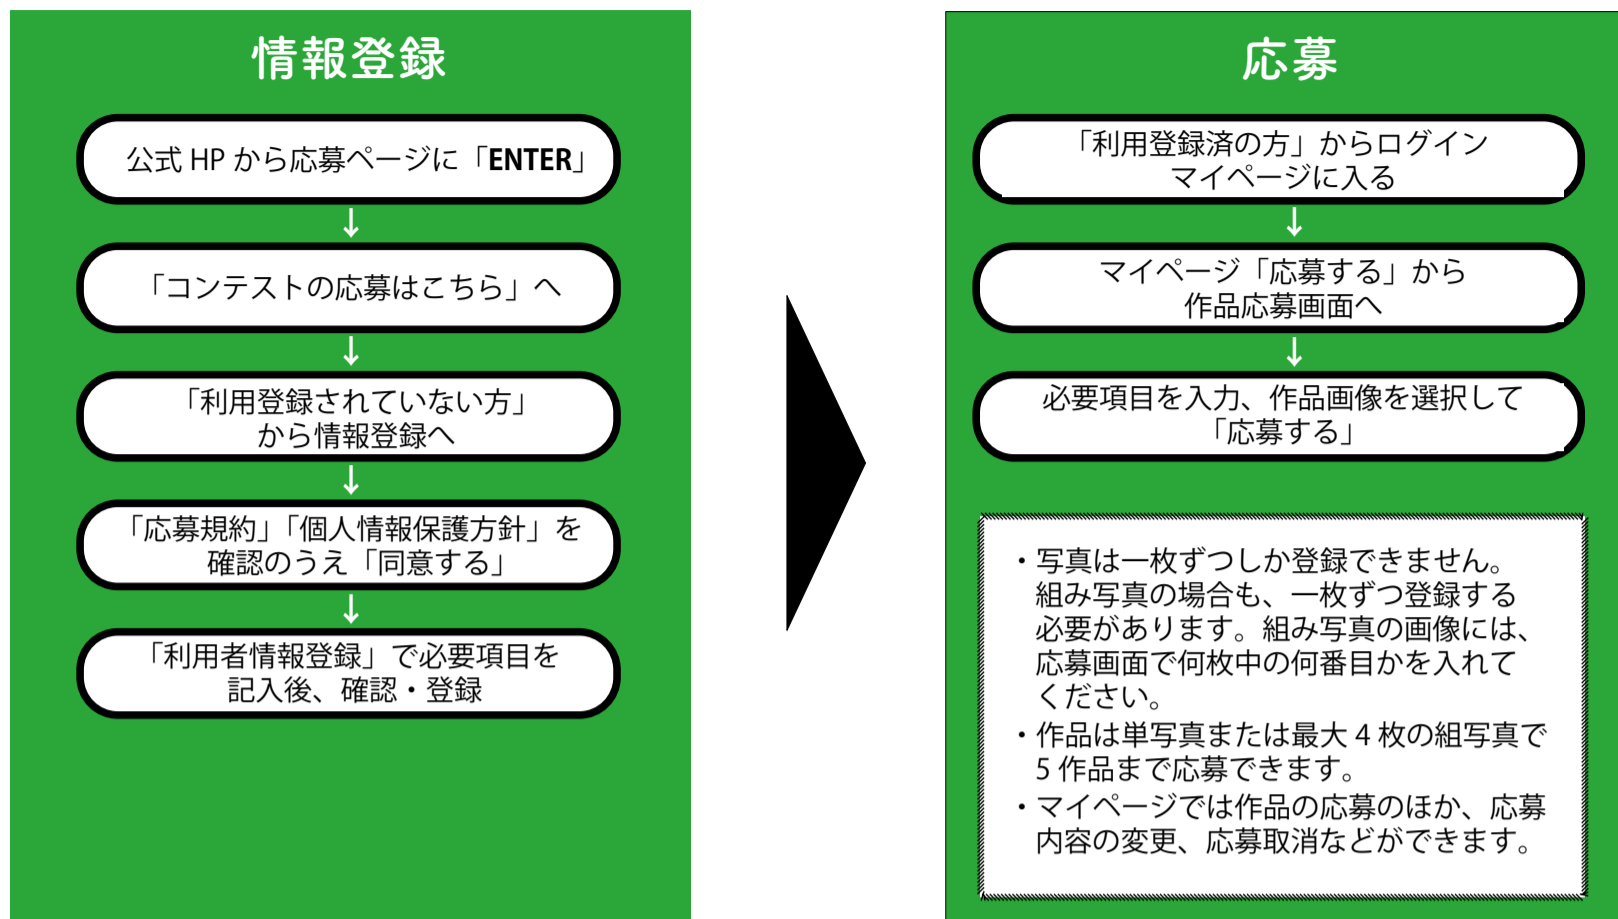 情報登録
公式 HP から応募ページに「ENTER」
↓
「コンテストの応募はこちら」へ
↓
「利用登録されていない方」
から情報登録へ
↓
「応募規約」「個人情報保護方針」を
確認のうえ「同意する」
↓
「利用者情報登録」で必要項目を
記入後、確認・登録
応募
「利用登録済の方」からログイン
マイページに入る
↓
マイページ「応募する」から
作品応募画面へ
↓
必要項目を入力、作品画像を選択して
「応募する」
・写真は一枚ずつしか登録できません。
組み写真の場合も、一枚ずつ登録する
必要があります。組み写真の画像には、
応募画面で何枚中の何番目かを入れて
ください。
・作品は単写真または最大 4 枚の組写真で
5 作品まで応募できます。
・マイページでは作品の応募のほか、応募
内容の変更、応募取消などができます。